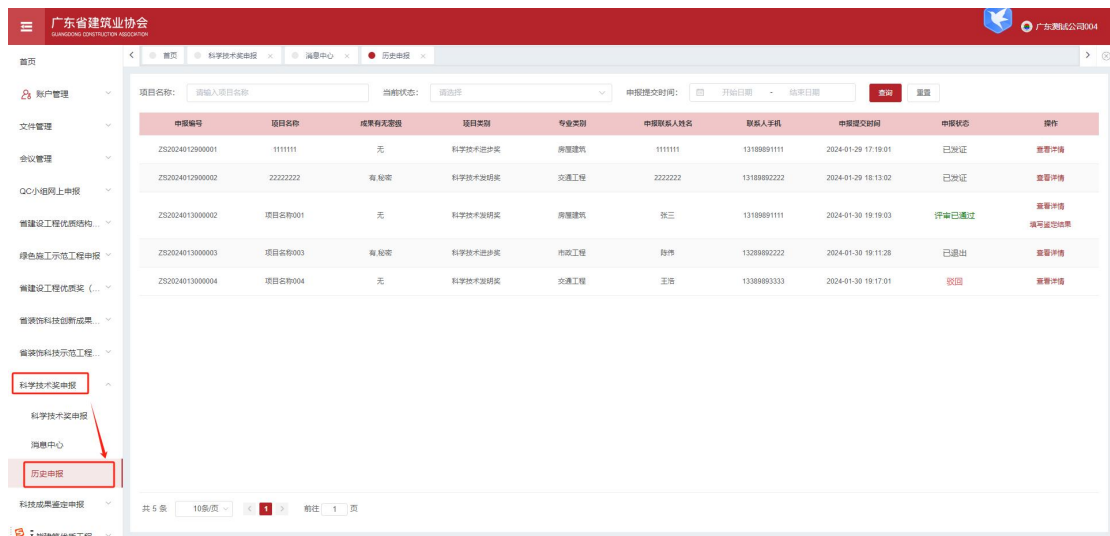 广东省建筑业协会
GUANGDONG CONSTRUCTION ASSOCIATION
广东测试公司004
首页
科学技术奖申报
消息中心
历史申报
首页
账户管理
文件管理
会议管理
QC小组网上申报
省建设工程优质结构...
绿色施工示范工程申报
省建设工程优质奖（...
省装饰科技创新成果...
省装饰科技示范工程...
科学技术奖申报
科学技术奖申报
消息中心
历史申报
科技成果鉴定申报
项目名称： 请输入项目名称 当前状态： 请选择 申报提交时间： 开始日期 - 结束日期 查询 重置
申报编号 项目名称 成果有无密级 项目类别 专业类别 申报联系人姓名 联系人手机 申报提交时间 申报状态 操作
ZS2024012900001 1111111 无 科学技术进步奖 房屋建筑 1111111 13189891111 2024-01-29 17:19:01 已发证 查看详情
ZS2024012900002 22222222 有,秘密 科学技术发明奖 交通工程 2222222 13189892222 2024-01-29 18:13:02 已发证 查看详情
ZS2024013000002 项目名称001 无 科学技术发明奖 房屋建筑 张三 13189891111 2024-01-30 19:19:03 评审已通过 查看详情
填写鉴定结果
ZS2024013000003 项目名称003 有,秘密 科学技术进步奖 市政工程 陈伟 13289892222 2024-01-30 19:11:28 已退出 查看详情
ZS2024013000004 项目名称004 无 科学技术发明奖 交通工程 王浩 13389893333 2024-01-30 19:17:01 驳回 查看详情
共 5 条 10条/页 1 前往 1 页